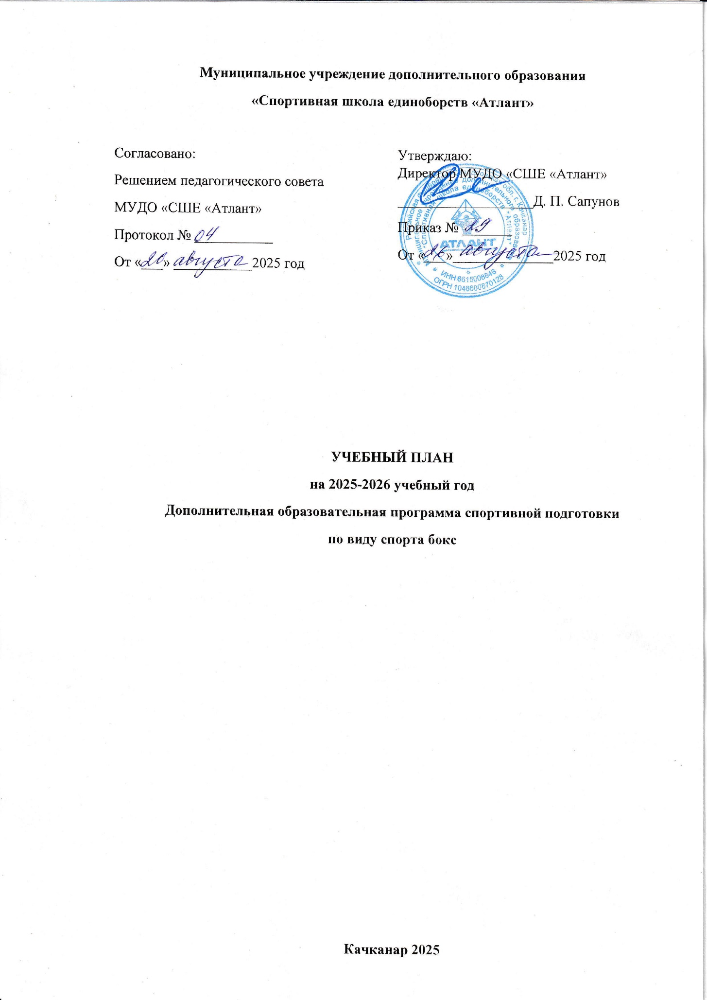 Муниципальное учреждение дополнительного образования
«Спортивная школа единоборств «Атлант»
Согласовано:
Решением педагогического совета
МУДО «СШЕ «Атлант»
Протокол № 04
От «26» августа 2025 год
Утверждаю:
Директор МУДО «СШЕ «Атлант»
Д. П. Сапунов
Приказ № 29
От «26» августа 2025 год
АТЛАНТ
ИНН 6615008848
ОГРН 1046600870128
УЧЕБНЫЙ ПЛАН
на 2025-2026 учебный год
Дополнительная образовательная программа спортивной подготовки
по виду спорта бокс
Качканар 2025